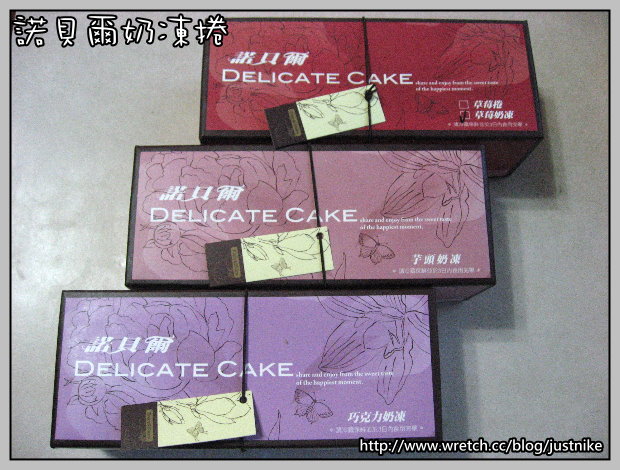 諾貝爾奶凍捲
諾貝爾
DELICATE CAKE
share and enjoy from the sweet taste
of the happiest moment.
草莓捲
草莓奶凍
諾貝爾
DELICATE CAKE
share and enjoy from the sweet taste
of the happiest moment.
芋頭奶凍
諾貝爾
DELICATE CAKE
share and enjoy from the sweet taste
of the happiest moment.
巧克力奶凍
http://www.wretch.cc/blog/justnike